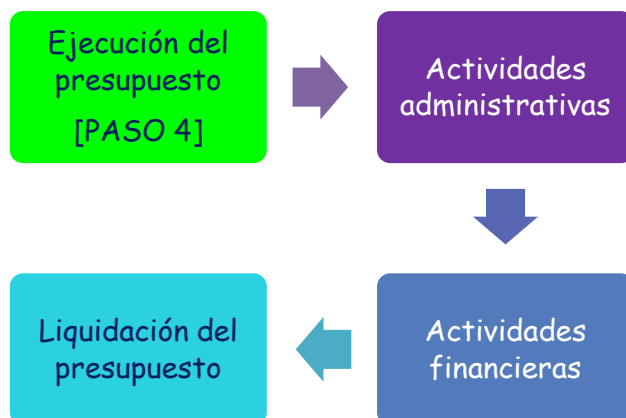 Ejecución del
presupuesto
[PASO 4]
Actividades
administrativas
Actividades
financieras
Liquidación del
presupuesto